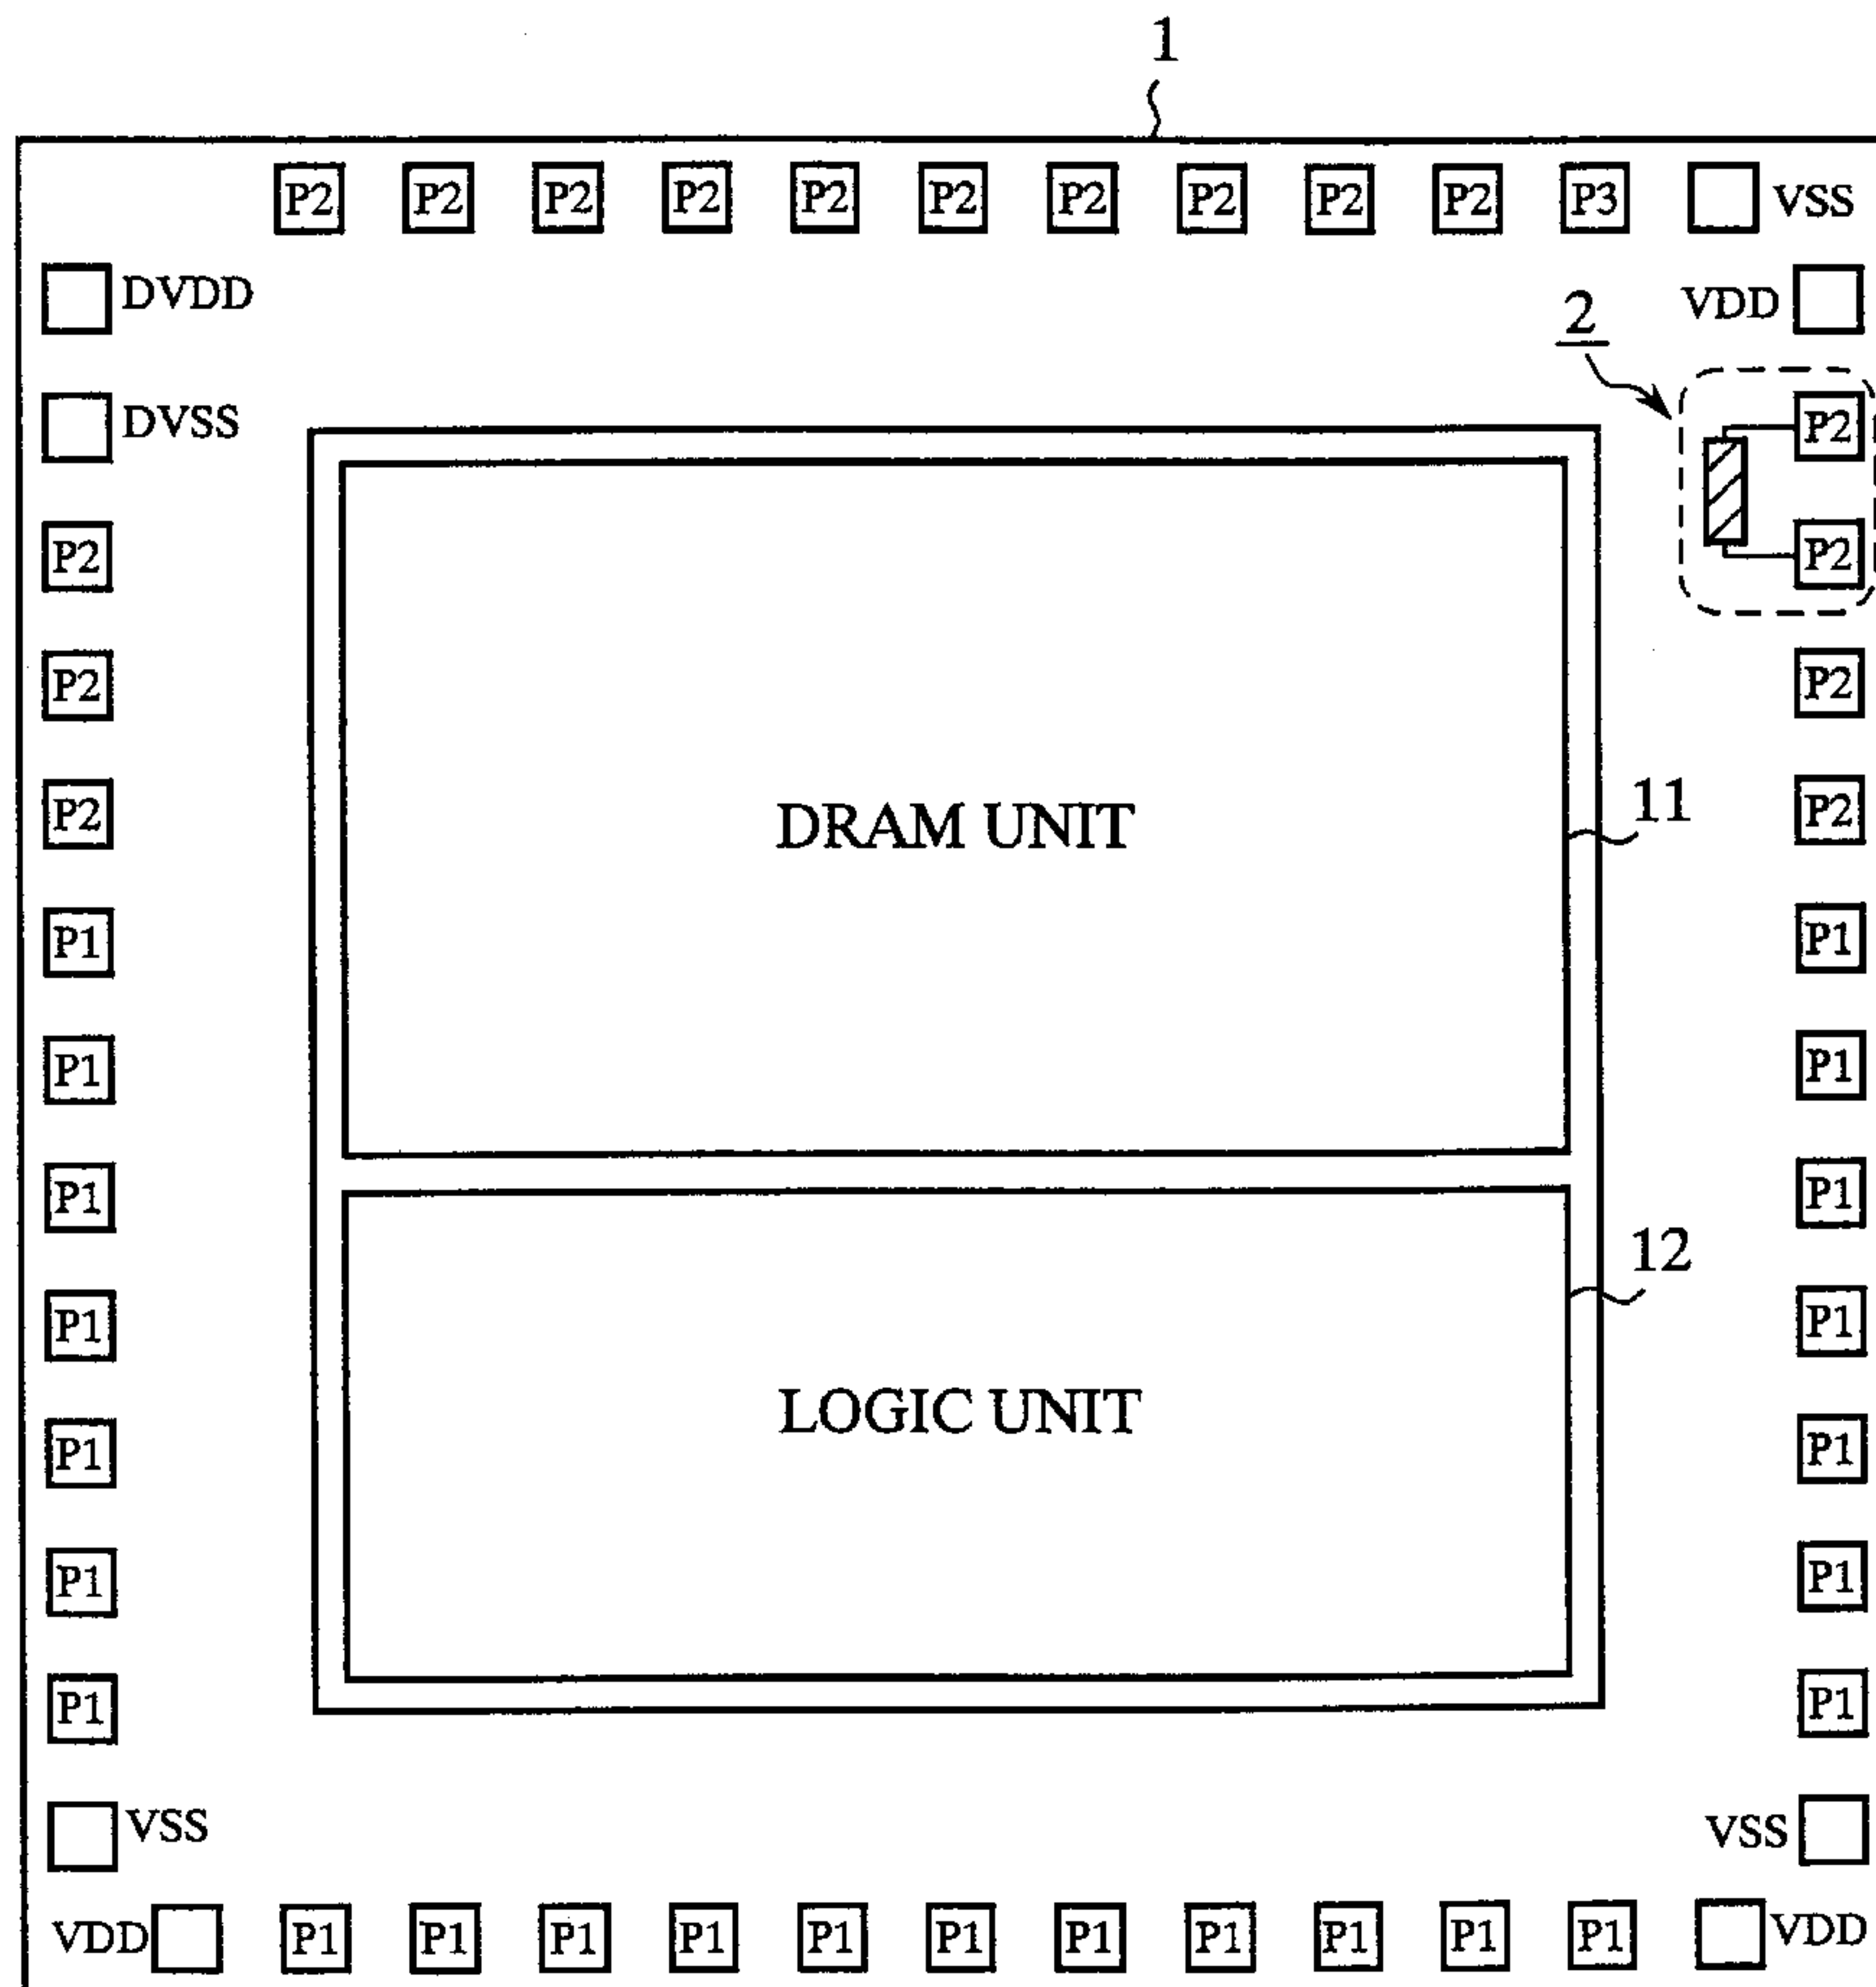 1
P2 P2 P2 P2 P2 P2 P2 P2 P2 P2 P3 VSS
DVDD VDD
2
DVSS P2
P2 P2
P2 P2
P2 11 P2
DRAM UNIT
P1 P1
P1 P1
P1 P1
12
P1 P1
LOGIC UNIT
P1 P1
P1 P1
P1 P1
VSS VSS
VDD P1 P1 P1 P1 P1 P1 P1 P1 P1 P1 P1 VDD